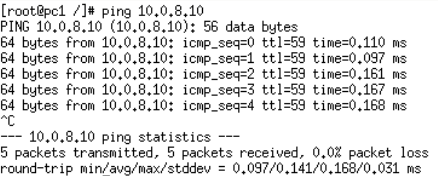 [root@pc1 /]# ping 10.0.8.10
PING 10.0.8.10 (10.0.8.10): 56 data bytes
64 bytes from 10.0.8.10: icmp_seq=0 ttl=59 time=0.110 ms
64 bytes from 10.0.8.10: icmp_seq=1 ttl=59 time=0.097 ms
64 bytes from 10.0.8.10: icmp_seq=2 ttl=59 time=0.161 ms
64 bytes from 10.0.8.10: icmp_seq=3 ttl=59 time=0.167 ms
64 bytes from 10.0.8.10: icmp_seq=4 ttl=59 time=0.168 ms
^C
--- 10.0.8.10 ping statistics ---
5 packets transmitted, 5 packets received, 0.0% packet loss
round-trip min/avg/max/stddev = 0.097/0.141/0.168/0.031 ms